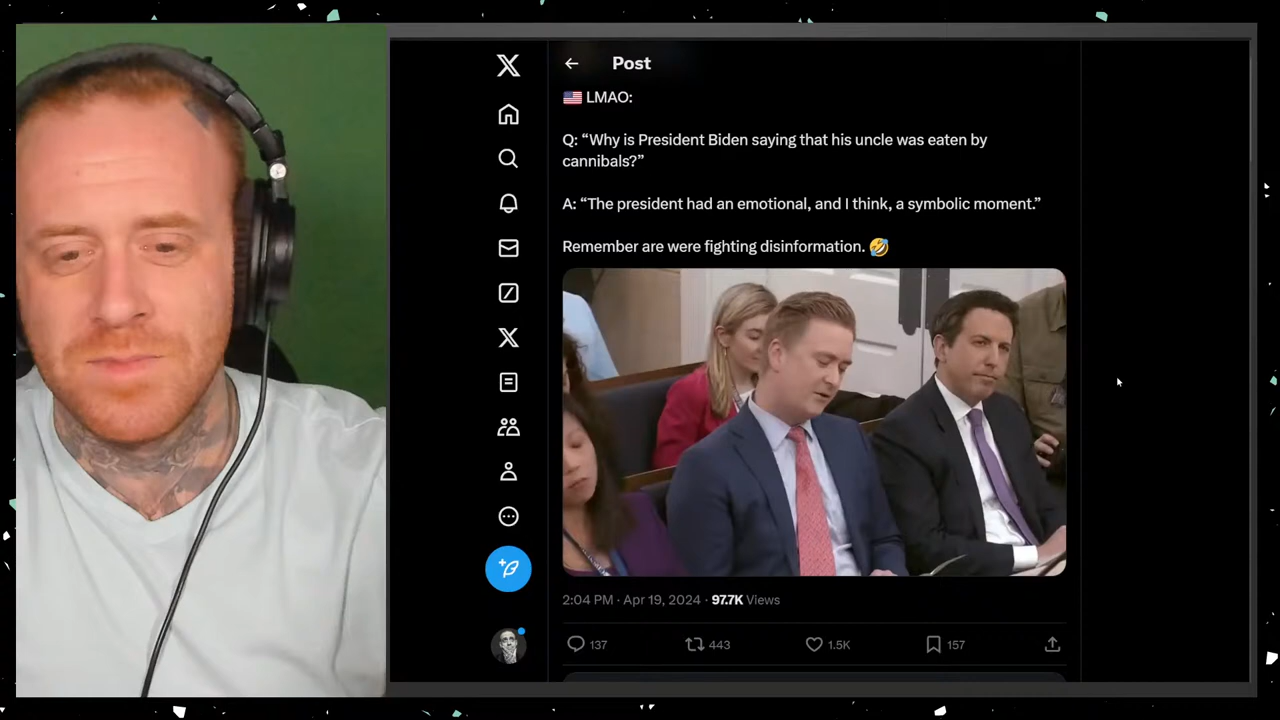 Post
🇺🇸 LMAO:
Q: “Why is President Biden saying that his uncle was eaten by
cannibals?”
A: “The president had an emotional, and I think, a symbolic moment.”
Remember are were fighting disinformation. 🤣
2:04 PM · Apr 19, 2024 · 97.7K Views
137 443 1.5K 157